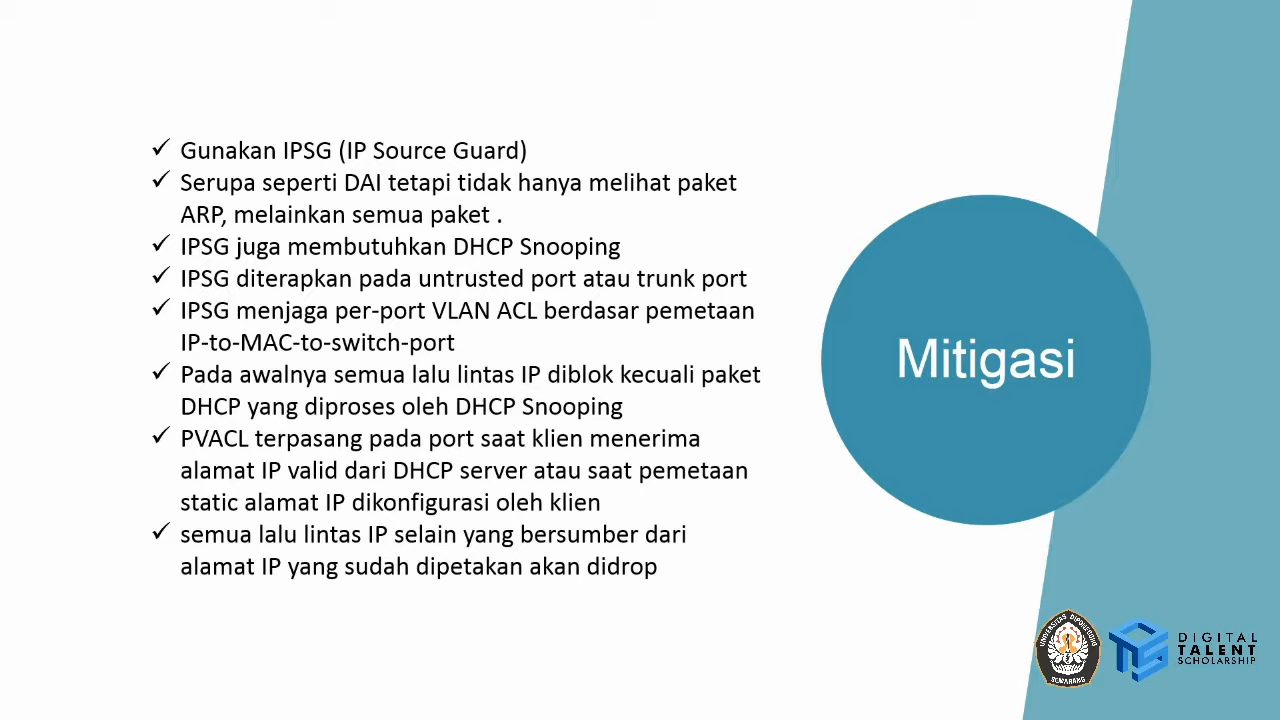 ✓ Gunakan IPSG (IP Source Guard)
✓ Serupa seperti DAI tetapi tidak hanya melihat paket
ARP, melainkan semua paket .
✓ IPSG juga membutuhkan DHCP Snooping
✓ IPSG diterapkan pada untrusted port atau trunk port
✓ IPSG menjaga per-port VLAN ACL berdasar pemetaan
IP-to-MAC-to-switch-port
✓ Pada awalnya semua lalu lintas IP diblok kecuali paket
DHCP yang diproses oleh DHCP Snooping
✓ PVACL terpasang pada port saat klien menerima
alamat IP valid dari DHCP server atau saat pemetaan
static alamat IP dikonfigurasi oleh klien
✓ semua lalu lintas IP selain yang bersumber dari
alamat IP yang sudah dipetakan akan didrop
Mitigasi
UNIVERSITAS DIPONEGORO
SEMARANG
DIGITAL
TALENT
SCHOLARSHIP